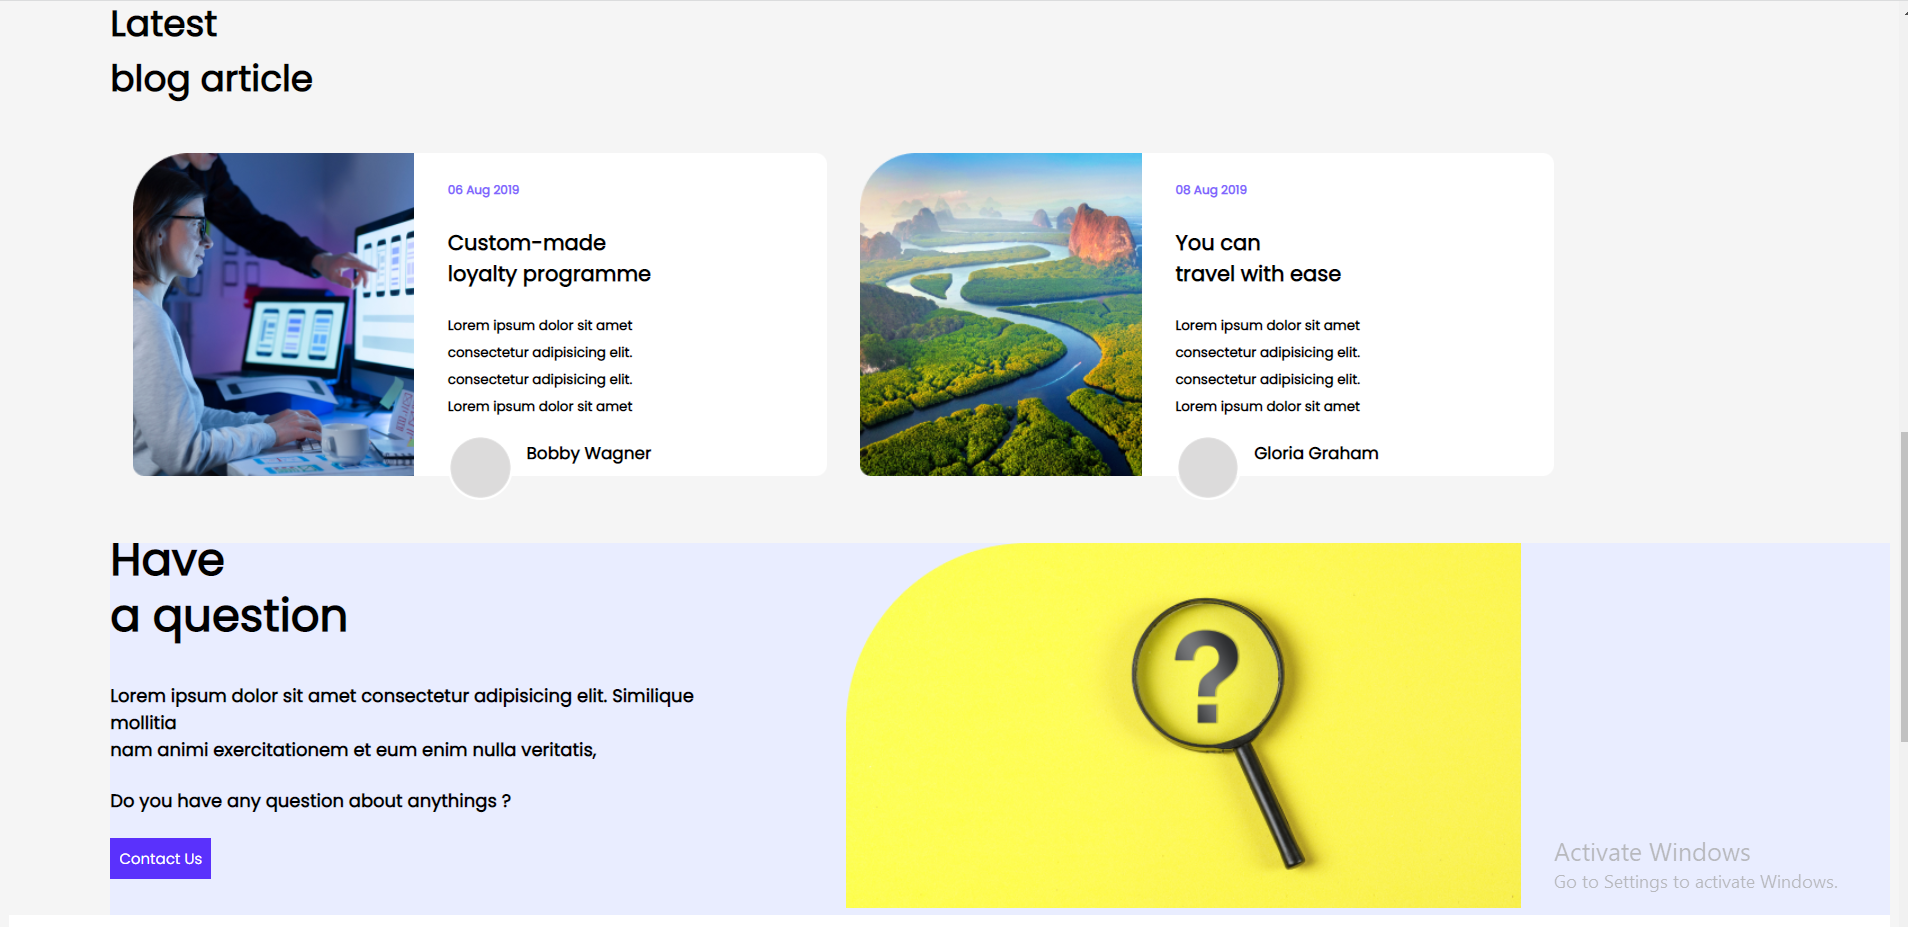 Latest
blog article
06 Aug 2019
Custom-made
loyalty programme
Lorem ipsum dolor sit amet
consectetur adipisicing elit.
consectetur adipisicing elit.
Lorem ipsum dolor sit amet
Bobby Wagner
08 Aug 2019
You can
travel with ease
Lorem ipsum dolor sit amet
consectetur adipisicing elit.
consectetur adipisicing elit.
Lorem ipsum dolor sit amet
Gloria Graham
Have
a question
Lorem ipsum dolor sit amet consectetur adipisicing elit. Similique
mollitia
nam animi exercitationem et eum enim nulla veritatis,
Do you have any question about anythings ?
Contact Us
?
Activate Windows
Go to Settings to activate Windows.